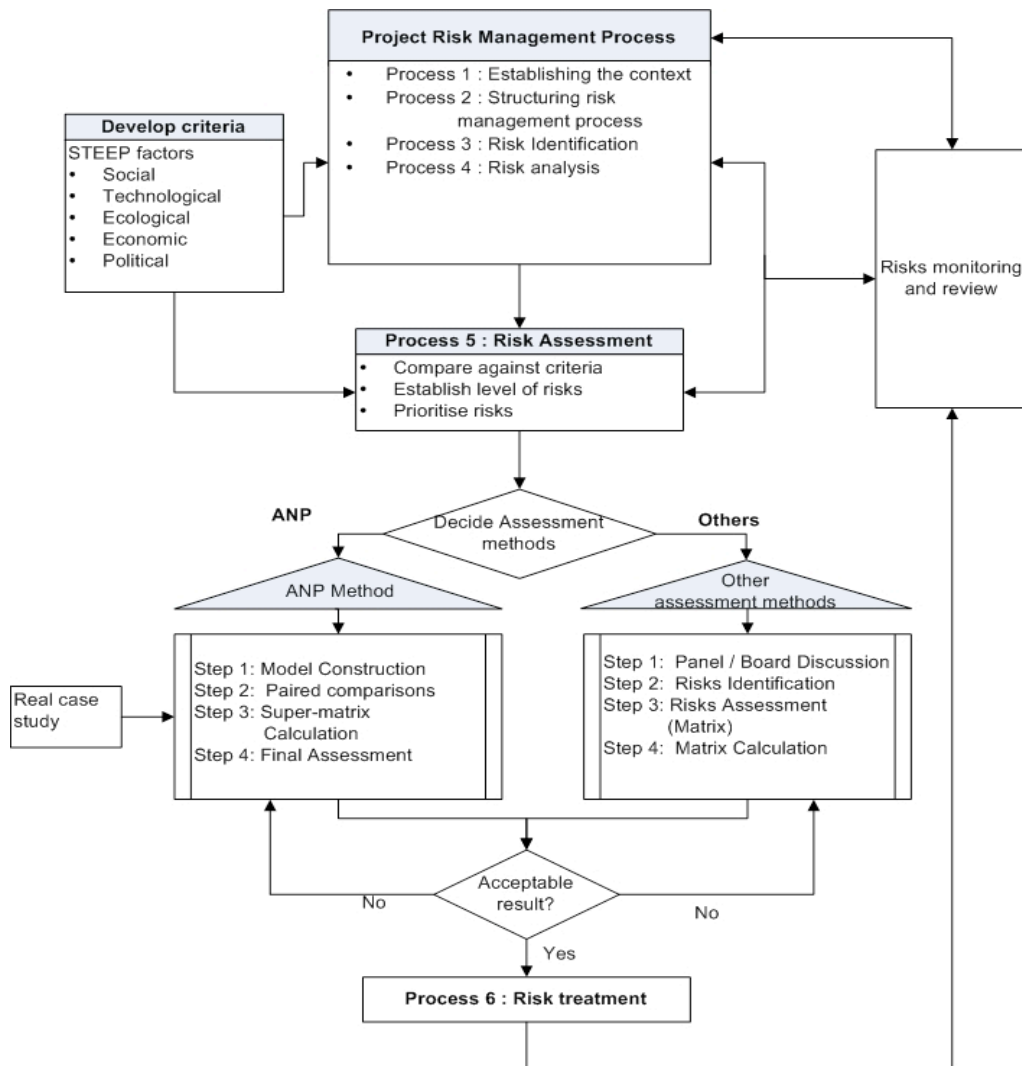 Project Risk Management Process
• Process 1 : Establishing the context
• Process 2 : Structuring risk
management process
• Process 3 : Risk Identification
• Process 4 : Risk analysis
Develop criteria
STEEP factors
• Social
• Technological
• Ecological
• Economic
• Political
Risks monitoring
and review
Process 5 : Risk Assessment
• Compare against criteria
• Establish level of risks
• Prioritise risks
ANP
Decide Assessment
methods
Others
ANP Method
Other
assessment methods
Real case
study
Step 1: Model Construction
Step 2:  Paired comparisons
Step 3: Super-matrix
Calculation
Step 4: Final Assessment
Step 1:  Panel / Board Discussion
Step 2:  Risks Identification
Step 3: Risks Assessment
(Matrix)
Step 4:  Matrix Calculation
Acceptable
result?
No
No
Yes
Process 6 : Risk treatment